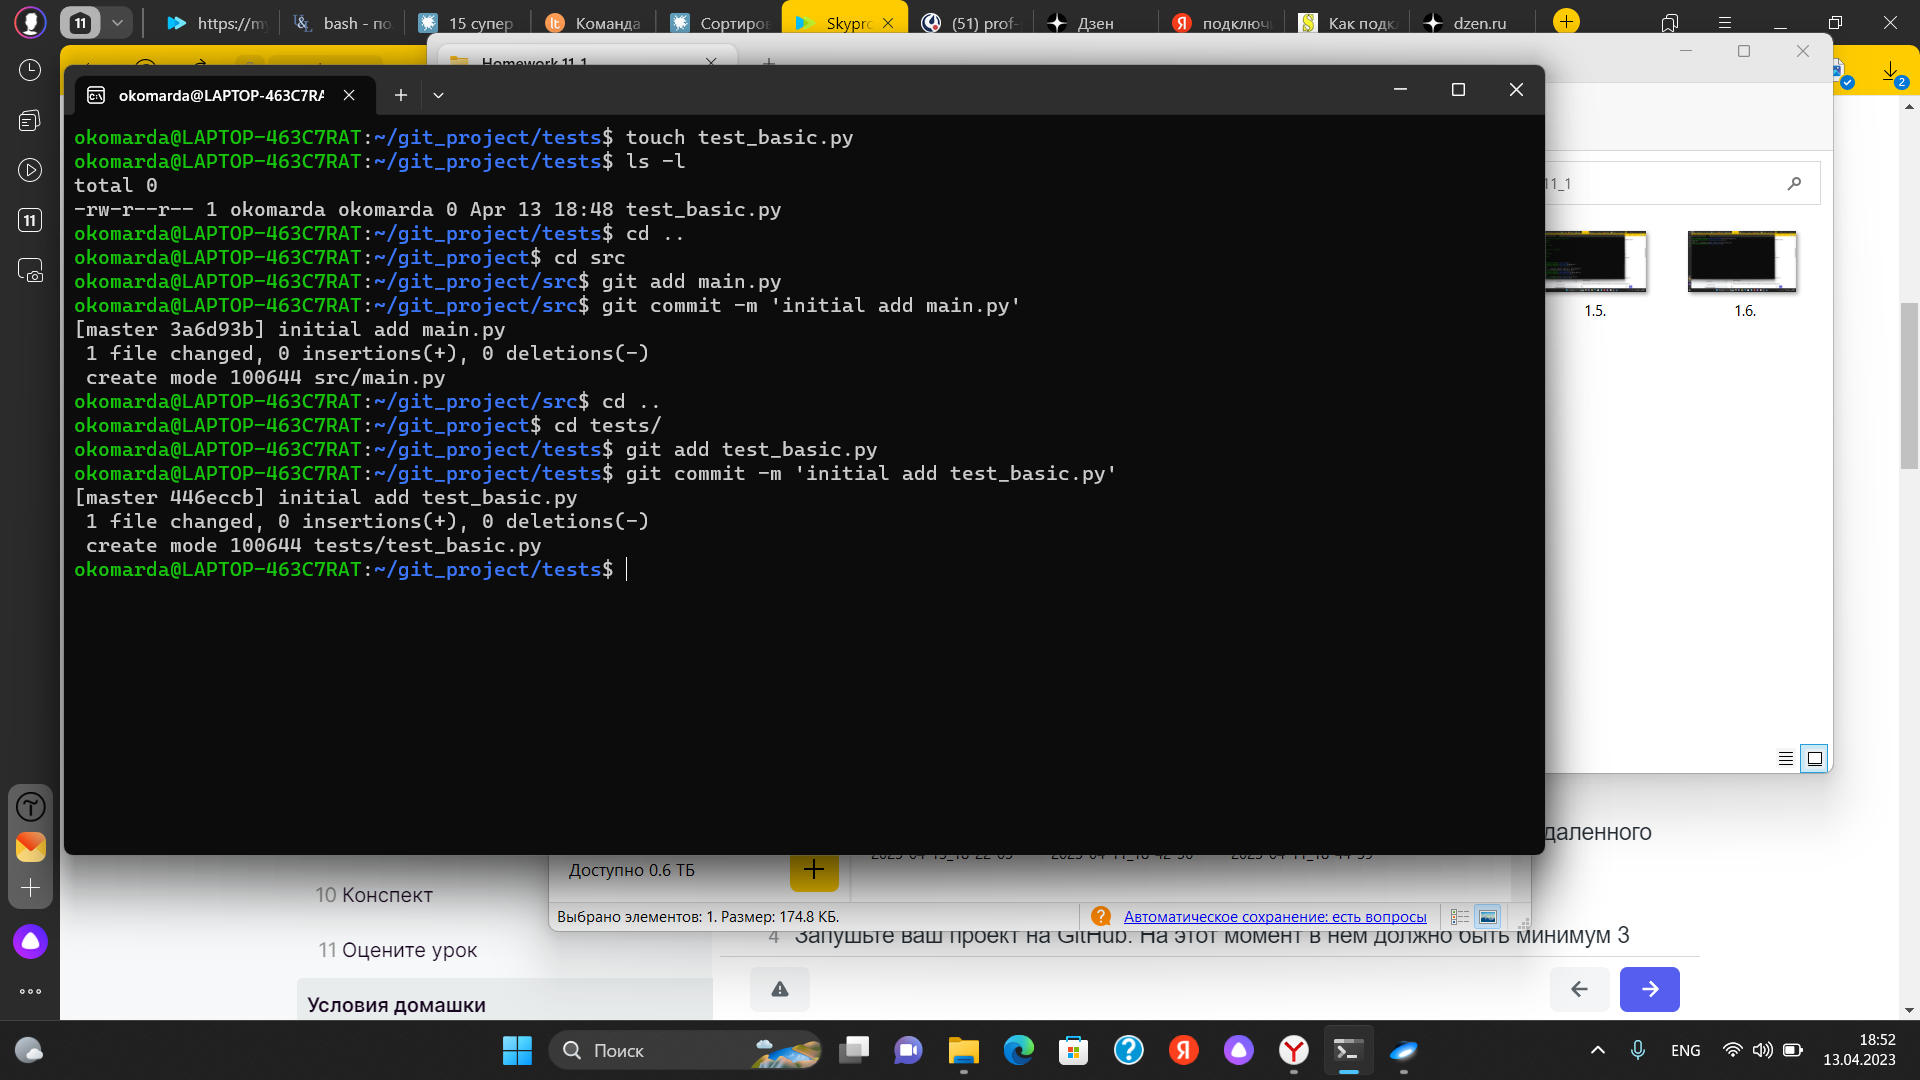 11
https://my
bash - по
15 супер
Команда
Сортиров
Skypro
(51) prof-
Дзен
подключ
Как подк
dzen.ru
Homework 11_1
2
okomarda@LAPTOP-463C7RA
okomarda@LAPTOP-463C7RAT:~/git_project/tests$ touch test_basic.py
okomarda@LAPTOP-463C7RAT:~/git_project/tests$ ls -l
total 0
-rw-r--r-- 1 okomarda okomarda 0 Apr 13 18:48 test_basic.py
okomarda@LAPTOP-463C7RAT:~/git_project/tests$ cd ..
okomarda@LAPTOP-463C7RAT:~/git_project$ cd src
okomarda@LAPTOP-463C7RAT:~/git_project/src$ git add main.py
okomarda@LAPTOP-463C7RAT:~/git_project/src$ git commit -m 'initial add main.py'
[master 3a6d93b] initial add main.py
 1 file changed, 0 insertions(+), 0 deletions(-)
 create mode 100644 src/main.py
okomarda@LAPTOP-463C7RAT:~/git_project/src$ cd ..
okomarda@LAPTOP-463C7RAT:~/git_project$ cd tests/
okomarda@LAPTOP-463C7RAT:~/git_project/tests$ git add test_basic.py
okomarda@LAPTOP-463C7RAT:~/git_project/tests$ git commit -m 'initial add test_basic.py'
[master 446eccb] initial add test_basic.py
 1 file changed, 0 insertions(+), 0 deletions(-)
 create mode 100644 tests/test_basic.py
okomarda@LAPTOP-463C7RAT:~/git_project/tests$
11
11_1
1.5.
1.6.
даленного
Доступно 0.6 ТБ
10 Конспект
Выбрано элементов: 1. Размер: 174.8 КБ.
Автоматическое сохранение: есть вопросы
4 Запушьте ваш проект на GitHub. На этот момент в нем должно быть минимум 3
11 Оцените урок
Условия домашки
Поиск
ENG
18:52
13.04.2023